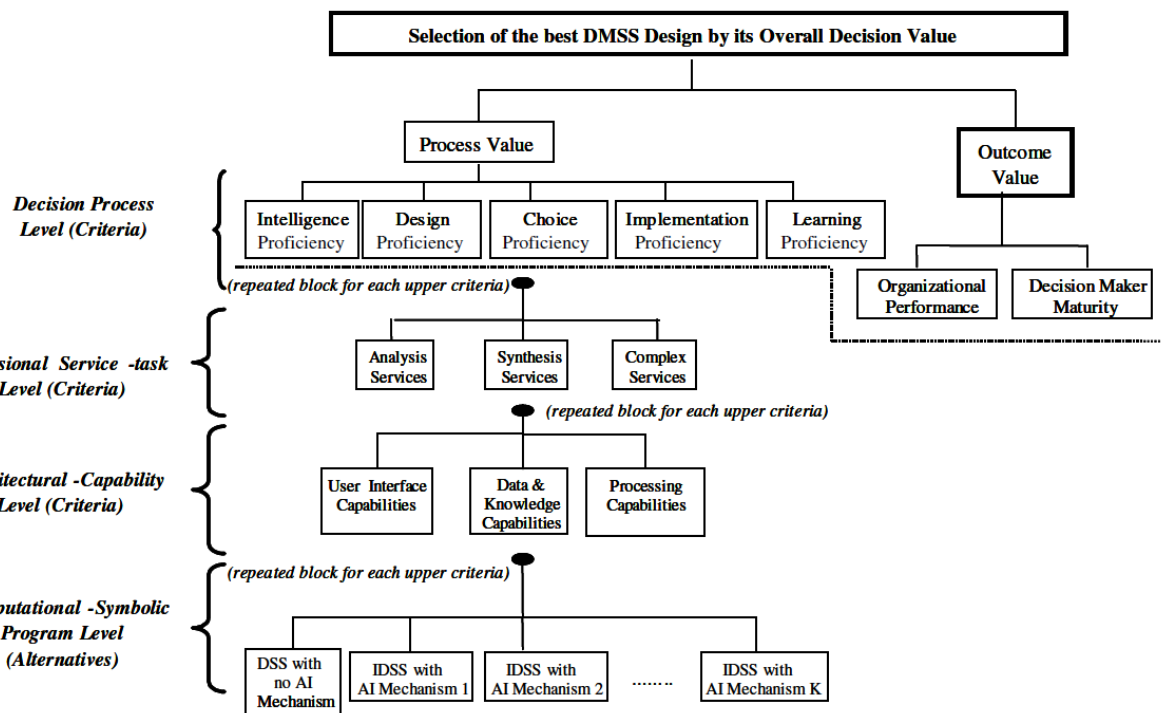 Selection of the best DMSS Design by its Overall Decision Value
Process Value
Outcome
Value
Decision Process
Level (Criteria)
Intelligence
Proficiency
Design
Proficiency
Choice
Proficiency
Implementation
Proficiency
Learning
Proficiency
(repeated block for each upper criteria)
Organizational
Performance
Decision Maker
Maturity
sional Service -task
Level (Criteria)
Analysis
Services
Synthesis
Services
Complex
Services
(repeated block for each upper criteria)
itectural -Capability
Level (Criteria)
User Interface
Capabilities
Data &
Knowledge
Capabilities
Processing
Capabilities
(repeated block for each upper criteria)
putational -Symbolic
Program Level
(Alternatives)
DSS with
no AI
Mechanism
IDSS with
AI Mechanism 1
IDSS with
AI Mechanism 2
........
IDSS with
AI Mechanism K